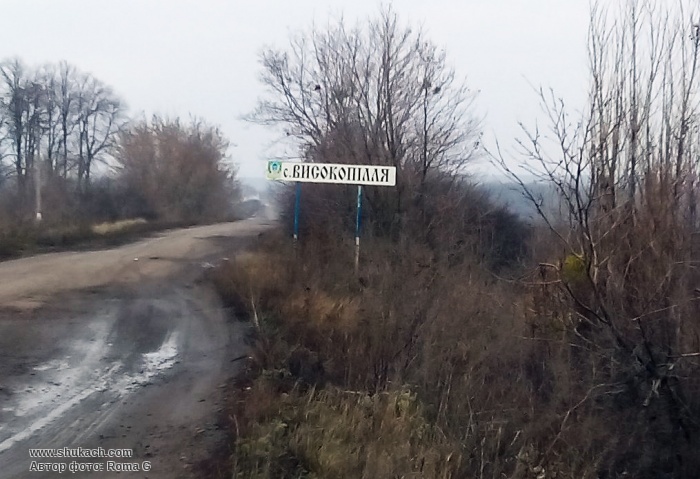 с. ВИСОКОПІЛЛЯ
www.shukach.com
Автор фото: Roma G